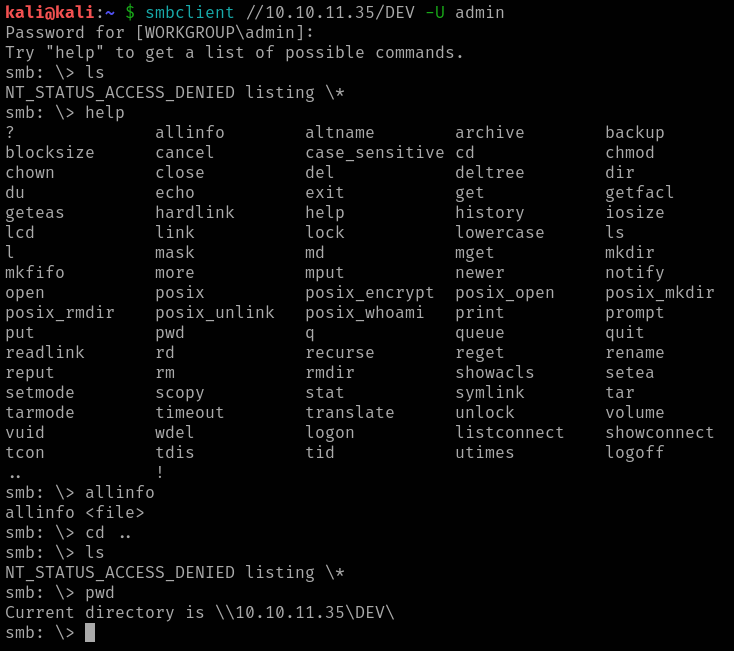 kali@kali:~ $ smbclient //10.10.11.35/DEV -U admin
Password for [WORKGROUP\admin]:
Try "help" to get a list of possible commands.
smb: \> ls
NT_STATUS_ACCESS_DENIED listing \*
smb: \> help
? allinfo altname archive backup
blocksize cancel case_sensitive cd chmod
chown close del deltree dir
du echo exit get getfacl
geteas hardlink help history iosize
lcd link lock lowercase ls
l mask md mget mkdir
mkfifo more mput newer notify
open posix posix_encrypt posix_open posix_mkdir
posix_rmdir posix_unlink posix_whoami print prompt
put pwd q queue quit
readlink rd recurse reget rename
reput rm rmdir showacls setea
setmode scopy stat symlink tar
tarmode timeout translate unlock volume
vuid wdel logon listconnect showconnect
tcon tdis tid utimes logoff
.. !
smb: \> allinfo
allinfo <file>
smb: \> cd ..
smb: \> ls
NT_STATUS_ACCESS_DENIED listing \*
smb: \> pwd
Current directory is \\10.10.11.35\DEV\
smb: \>